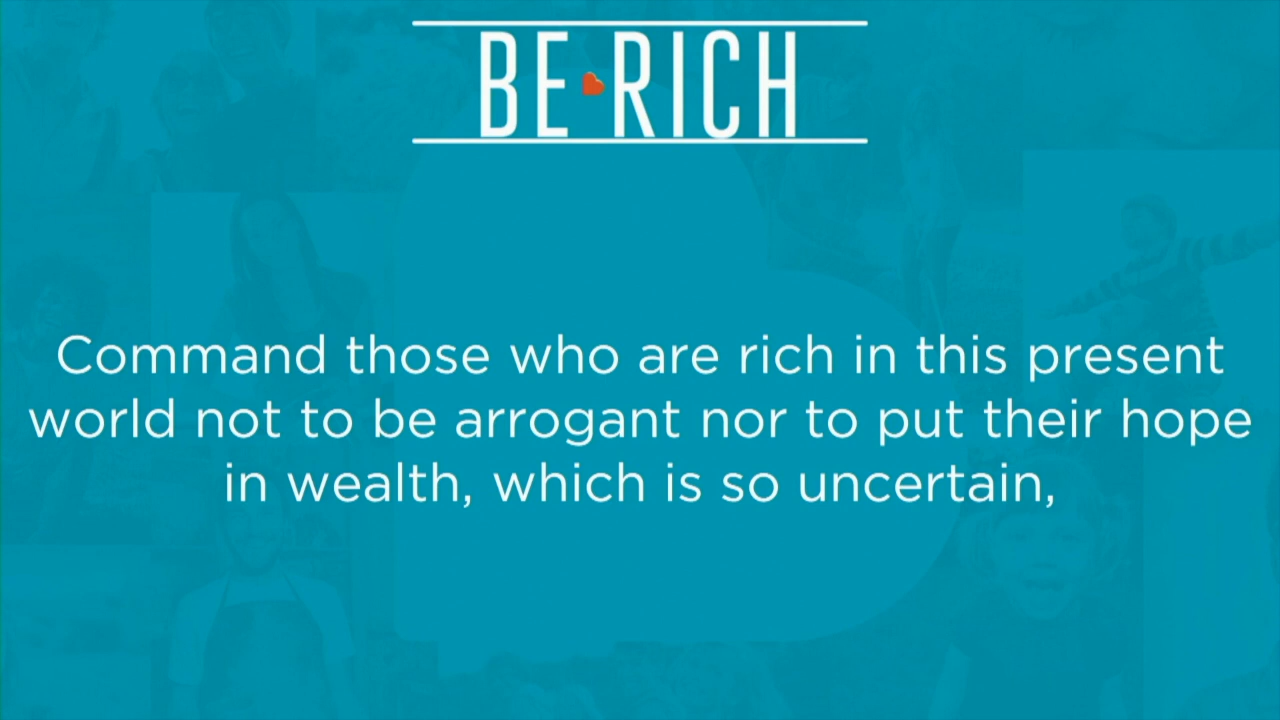 BE RICH
Command those who are rich in this present
world not to be arrogant nor to put their hope
in wealth, which is so uncertain,